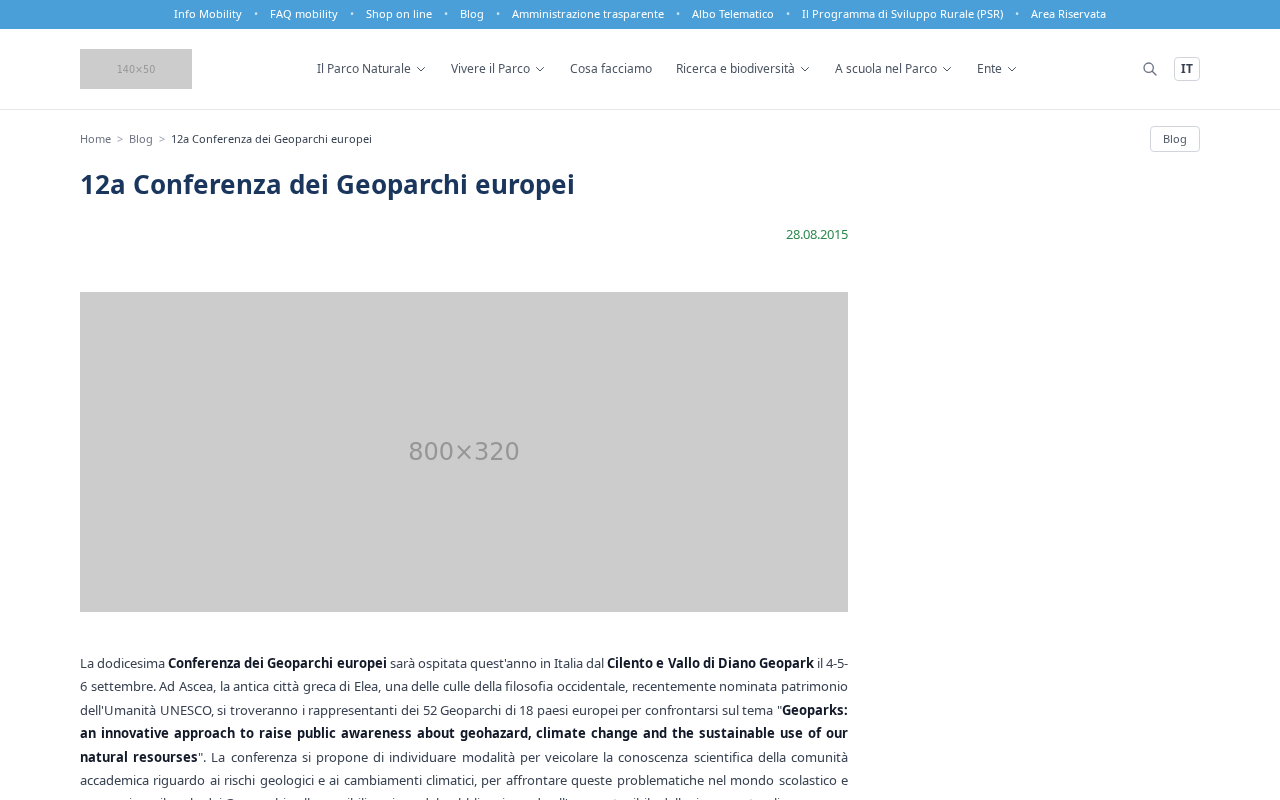 Info Mobility • FAQ mobility • Shop on line • Blog • Amministrazione trasparente • Albo Telematico • Il Programma di Sviluppo Rurale (PSR) • Area Riservata
140×50
Il Parco Naturale Vivere il Parco Cosa facciamo Ricerca e biodiversità A scuola nel Parco Ente IT
Home > Blog > 12a Conferenza dei Geoparchi europei Blog
12a Conferenza dei Geoparchi europei
28.08.2015
800×320
La dodicesima Conferenza dei Geoparchi europei sarà ospitata quest'anno in Italia dal Cilento e Vallo di Diano Geopark il 4-5-
6 settembre. Ad Ascea, la antica città greca di Elea, una delle culle della filosofia occidentale, recentemente nominata patrimonio
dell'Umanità UNESCO, si troveranno i rappresentanti dei 52 Geoparchi di 18 paesi europei per confrontarsi sul tema "Geoparks:
an innovative approach to raise public awareness about geohazard, climate change and the sustainable use of our
natural resourses". La conferenza si propone di individuare modalità per veicolare la conoscenza scientifica della comunità
accademica riguardo ai rischi geologici e ai cambiamenti climatici, per affrontare queste problematiche nel mondo scolastico e